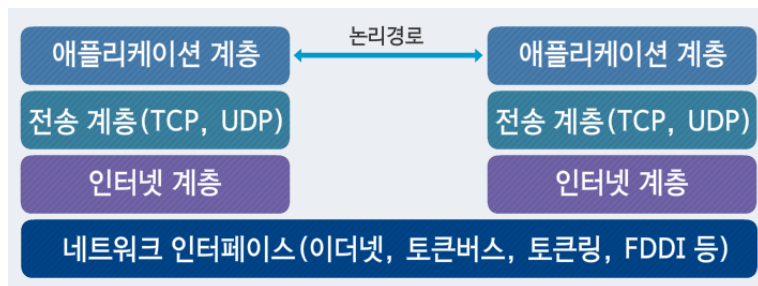 논리경로
애플리케이션 계층 애플리케이션 계층
전송 계층(TCP, UDP) 전송 계층(TCP, UDP)
인터넷 계층 인터넷 계층
네트워크 인터페이스(이더넷, 토큰버스, 토큰링, FDDI 등)